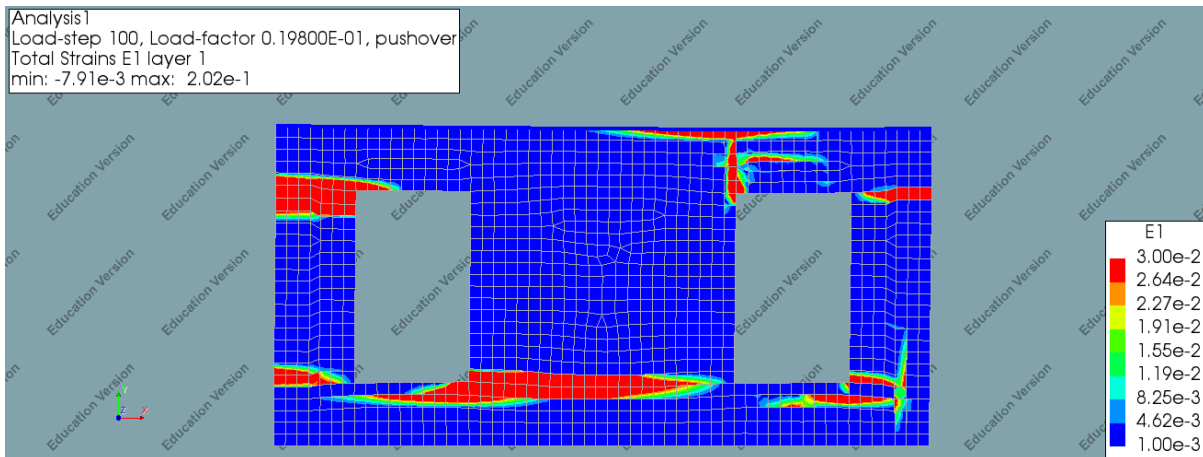 Analysis1
Load-step 100, Load-factor 0.19800E-01, pushover
Total Strains E1 layer 1
min: -7.91e-3 max: 2.02e-1
Education Version
E1
3.00e-2
2.64e-2
2.27e-2
1.91e-2
1.55e-2
1.19e-2
8.25e-3
4.62e-3
1.00e-3
Y
Z
X